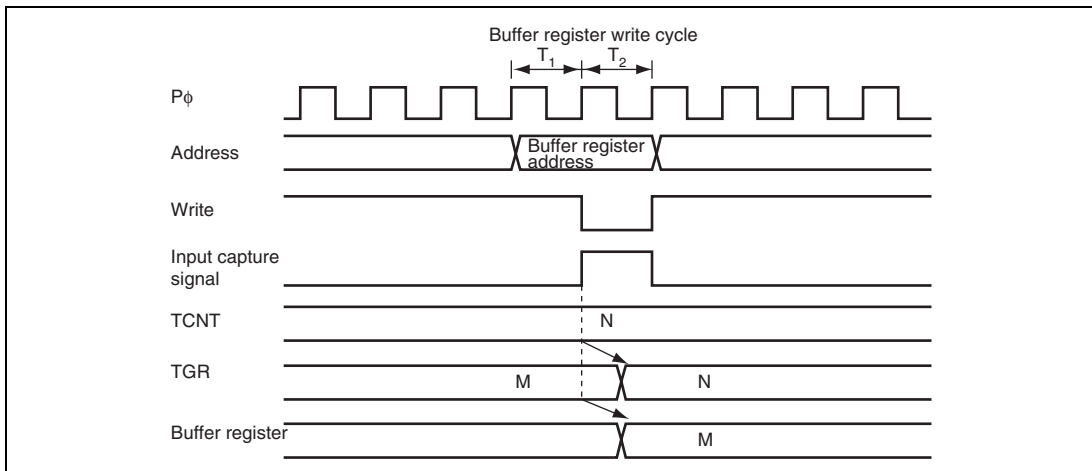 Buffer register write cycle
T1 T2
Pφ
Address
Buffer register
address
Write
Input capture
signal
TCNT
N
TGR
M N
Buffer register
M